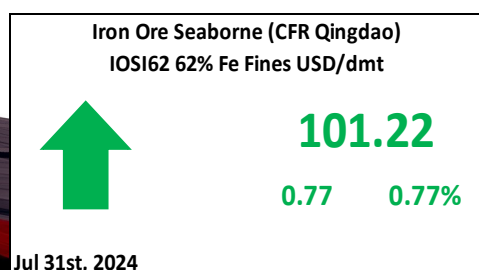 Iron Ore Seaborne (CFR Qingdao)
IOSI62 62% Fe Fines USD/dmt
101.22
0.77 0.77%
Jul 31st. 2024